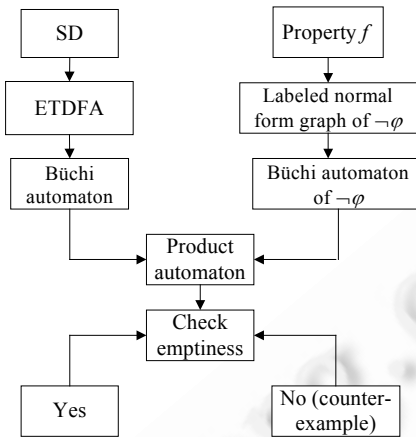 SD
Property f
ETDFA
Labeled normal
form graph of ¬φ
Büchi
automaton
Büchi automaton
of ¬φ
Product
automaton
Check
emptiness
Yes
No (counter-
example)